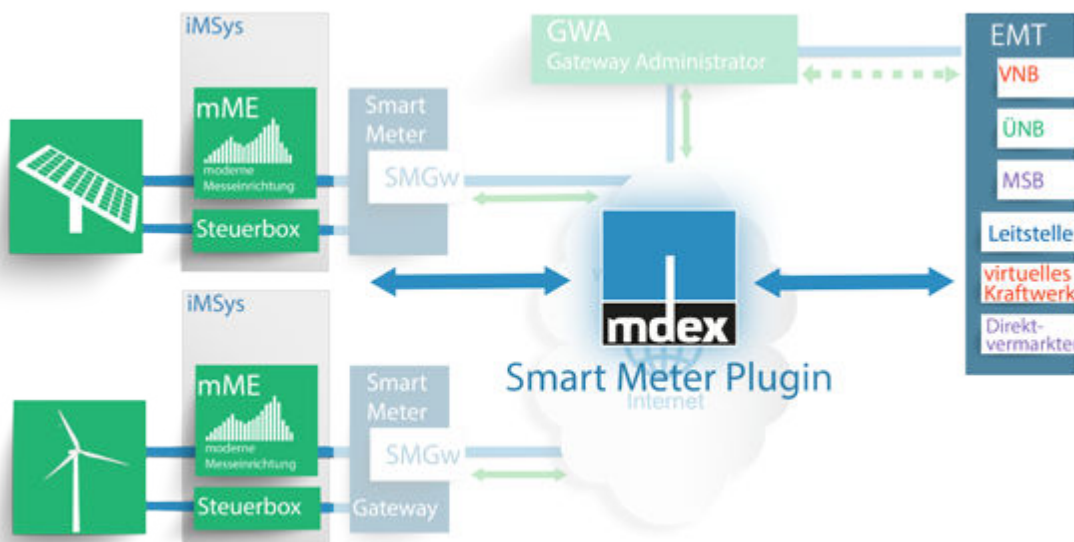 iMSys
mME
moderne
Messeinrichtung
Steuerbox
Smart
Meter
SMGw
GWA
Gateway Administrator
EMT
VNB
ÜNB
MSB
Leitstelle
virtuelles
Kraftwerk
Direkt-
vermarkter
mdex
Smart Meter Plugin
Internet
iMSys
mME
moderne
Messeinrichtung
Steuerbox
Smart
Meter
SMGw
Gateway